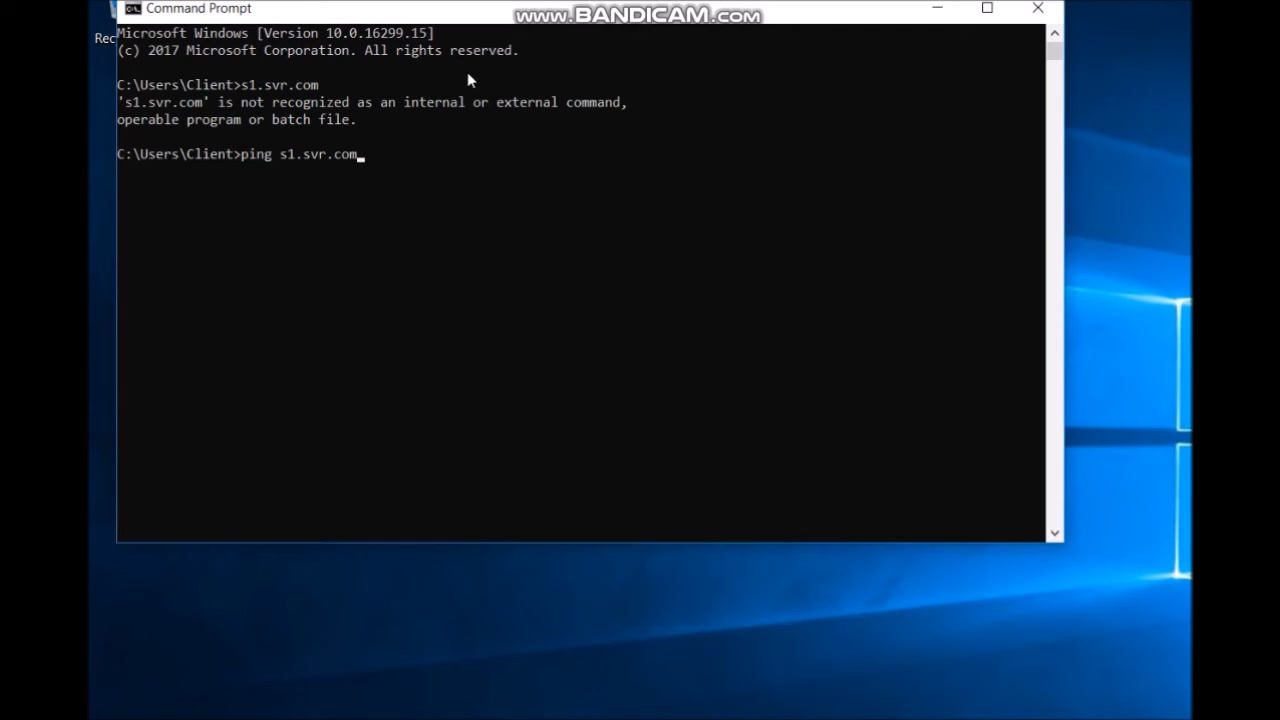 Command Prompt
www.BANDICAM.com
Rec
Microsoft Windows [Version 10.0.16299.15]
(c) 2017 Microsoft Corporation. All rights reserved.
C:\Users\Client>s1.svr.com
's1.svr.com' is not recognized as an internal or external command,
operable program or batch file.
C:\Users\Client>ping s1.svr.com